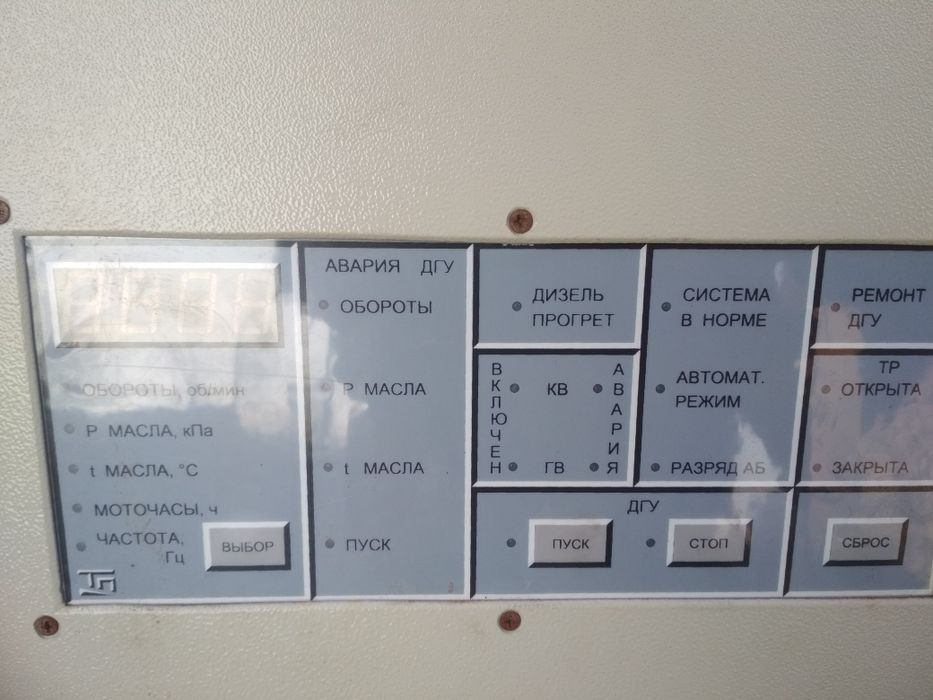 ОБОРОТЫ, об/мин
Р МАСЛА, кПа
t МАСЛА, °С
МОТОЧАСЫ, ч
ЧАСТОТА,
Гц
ВЫБОР
АВАРИЯ ДГУ
ОБОРОТЫ
Р МАСЛА
t МАСЛА
ПУСК
ДИЗЕЛЬ
ПРОГРЕТ
ВКЛЮЧЕН
КВ
ГВ
АВАРИЯ
СИСТЕМА
В НОРМЕ
АВТОМАТ.
РЕЖИМ
РАЗРЯД АБ
ДГУ
ПУСК
СТОП
РЕМОНТ
ДГУ
ТР
ОТКРЫТА
ЗАКРЫТА
СБРОС